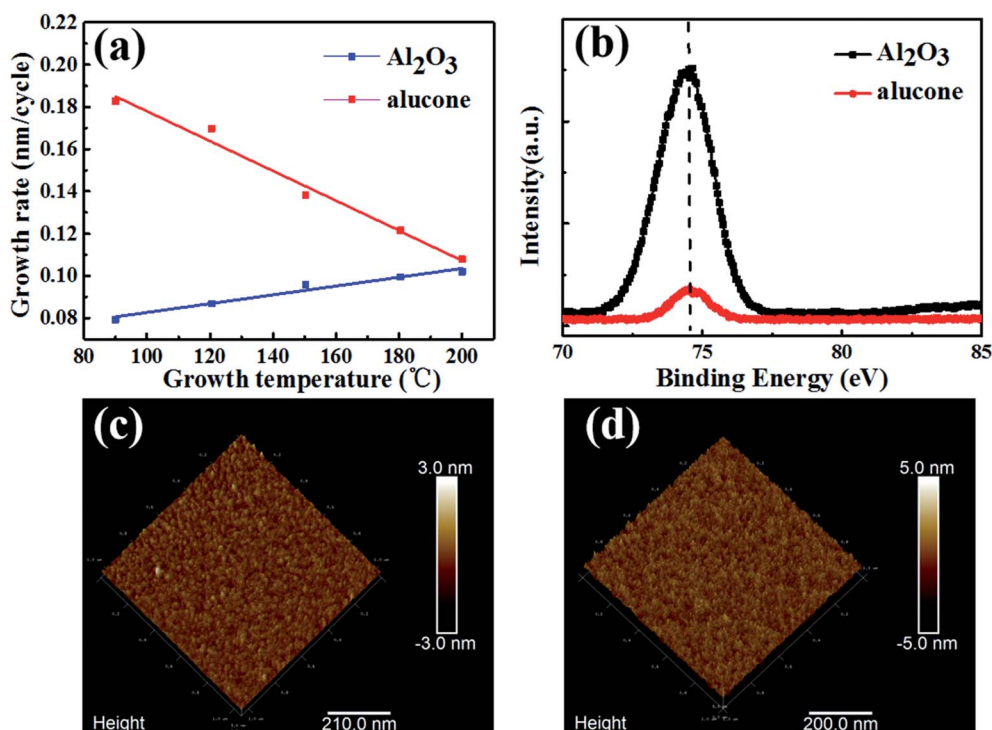 (a)
Al2O3
alucone
0.22
0.20
0.18
0.16
0.14
0.12
0.10
0.08
Growth rate (nm/cycle)
80 100 120 140 160 180 200
Growth temperature (℃)
(b)
Al2O3
alucone
Intensity(a.u.)
70 75 80 85
Binding Energy (eV)
(c)
3.0 nm
-3.0 nm
Height
210.0 nm
(d)
5.0 nm
-5.0 nm
Height
200.0 nm